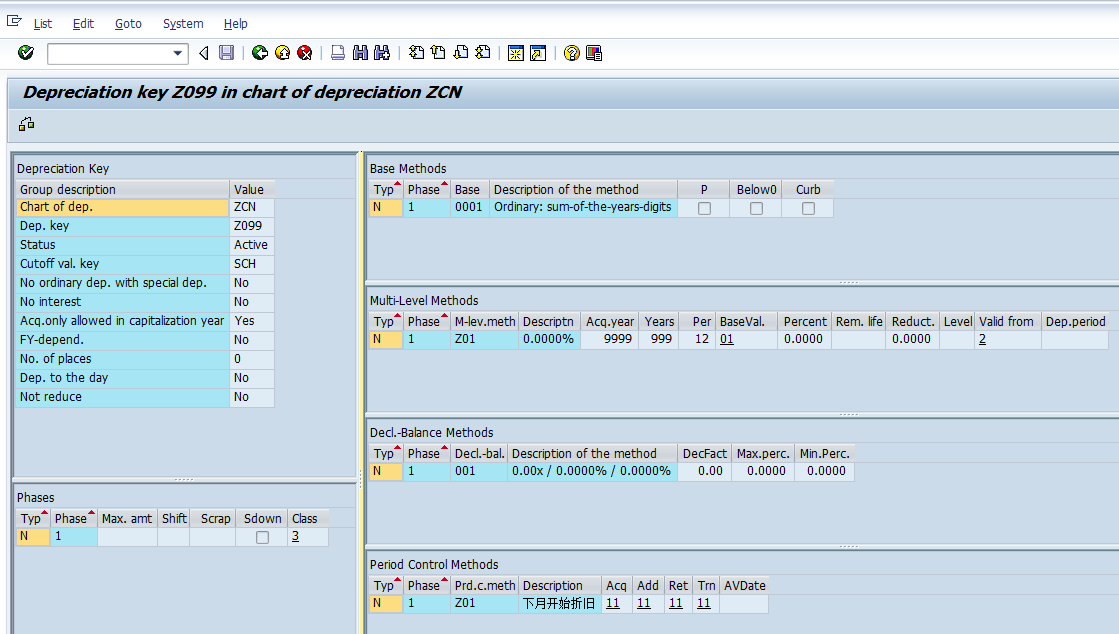 List Edit Goto System Help
Depreciation key Z099 in chart of depreciation ZCN
Depreciation Key
Group description Value
Chart of dep. ZCN
Dep. key Z099
Status Active
Cutoff val. key SCH
No ordinary dep. with special dep. No
No interest No
Acq.only allowed in capitalization year Yes
FY-depend. No
No. of places 0
Dep. to the day No
Not reduce No
Phases
Typ Phase Max. amt Shift Scrap Sdown Class
N 1 3
Base Methods
Typ Phase Base Description of the method P Below0 Curb
N 1 0001 Ordinary: sum-of-the-years-digits
Multi-Level Methods
Typ Phase M-lev.meth Descriptn Acq.year Years Per BaseVal. Percent Rem. life Reduct. Level Valid from Dep.period
N 1 Z01 0.0000% 9999 999 12 01 0.0000 0.0000 2
Decl.-Balance Methods
Typ Phase Decl.-bal. Description of the method DecFact Max.perc. Min.Perc.
N 1 001 0.00x / 0.0000% / 0.0000% 0.00 0.0000 0.0000
Period Control Methods
Typ Phase Prd.c.meth Description Acq Add Ret Trn AVDate
N 1 Z01 下月开始折旧 11 11 11 11